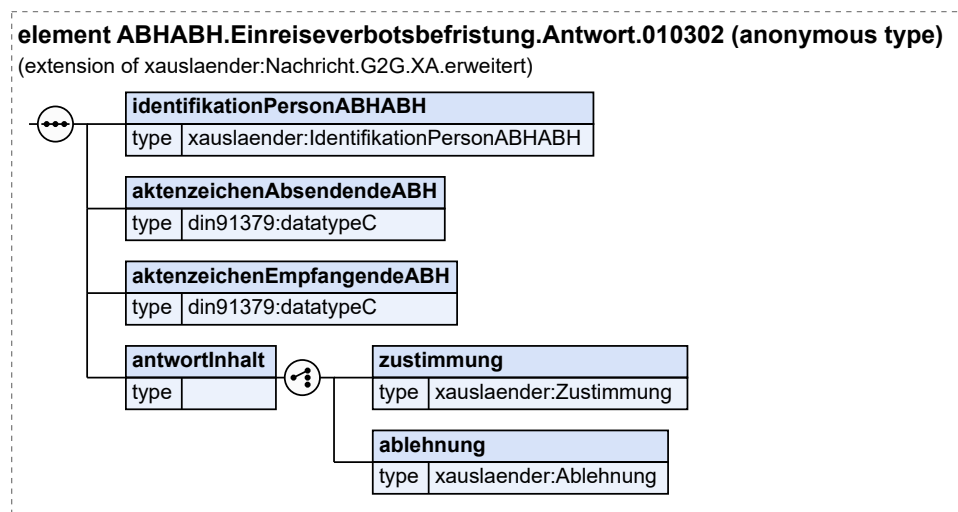 element ABHABH.Einreiseverbotsbefristung.Antwort.010302 (anonymous type)
(extension of xauslaender:Nachricht.G2G.XA.erweitert)
identifikationPersonABHABH
type xauslaender:IdentifikationPersonABHABH
aktenzeichenAbsendendeABH
type din91379:datatypeC
aktenzeichenEmpfangendeABH
type din91379:datatypeC
antwortInhalt
type
zustimmung
type xauslaender:Zustimmung
ablehnung
type xauslaender:Ablehnung